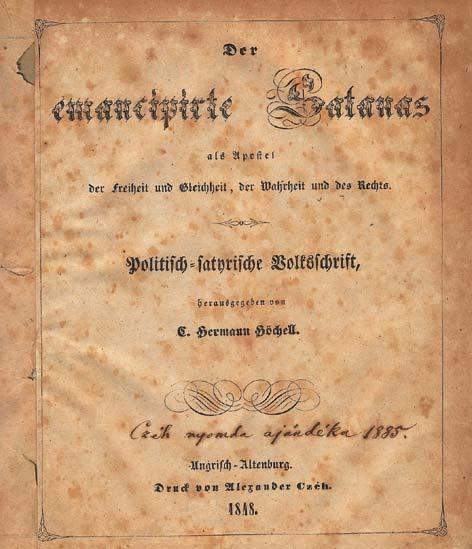 Der
emancipirte Satanas
als Apostel
der Freiheit und Gleichheit, der Wahrheit und des Rechts.
Politisch-satyrische Volksschrift,
herausgegeben von
C. Hermann Höchell.
Czéh nyomda ajándéka 1885.
Ungrisch-Altenburg.
Druck von Alexander Czéh.
1848.